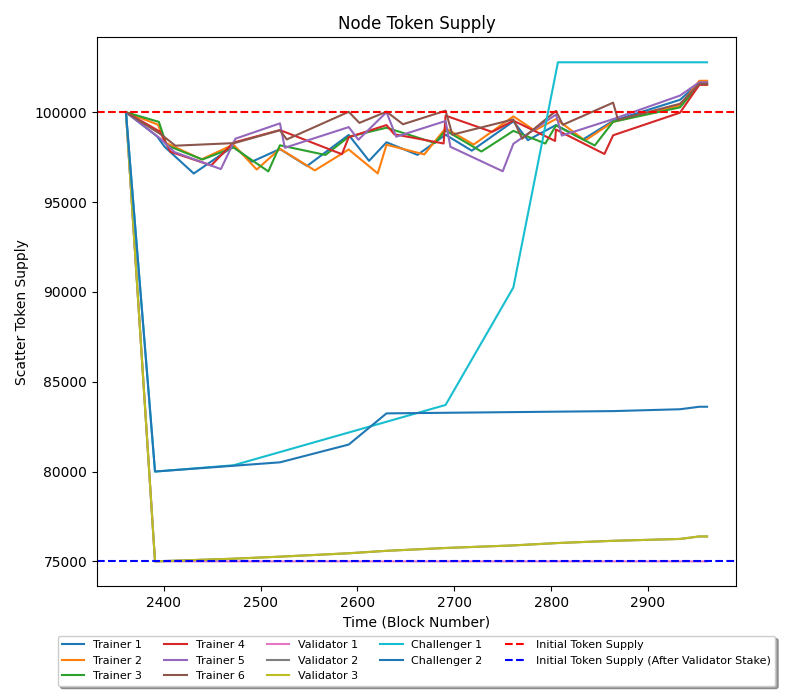 Node Token Supply
Scatter Token Supply
100000
95000
90000
85000
80000
75000
2400 2500 2600 2700 2800 2900
Time (Block Number)
Trainer 1 Trainer 4 Validator 1 Challenger 1 Initial Token Supply
Trainer 2 Trainer 5 Validator 2 Challenger 2 Initial Token Supply (After Validator Stake)
Trainer 3 Trainer 6 Validator 3